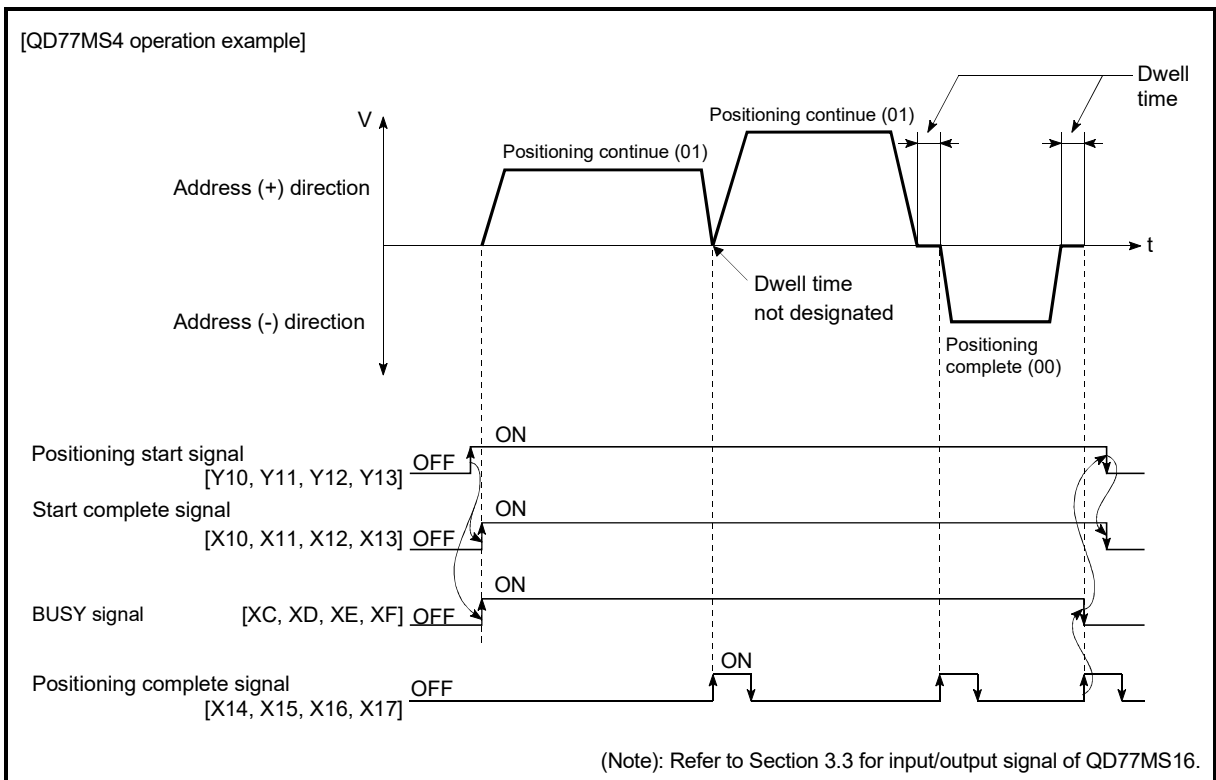 [QD77MS4 operation example]
Dwell
time
V
Positioning continue (01)
Positioning continue (01)
Address (+) direction
t
Dwell time
not designated
Address (-) direction
Positioning
complete (00)
ON
Positioning start signal
OFF
[Y10, Y11, Y12, Y13]
ON
Start complete signal
[X10, X11, X12, X13] OFF
ON
BUSY signal [XC, XD, XE, XF] OFF
ON
Positioning complete signal
OFF
[X14, X15, X16, X17]
(Note): Refer to Section 3.3 for input/output signal of QD77MS16.